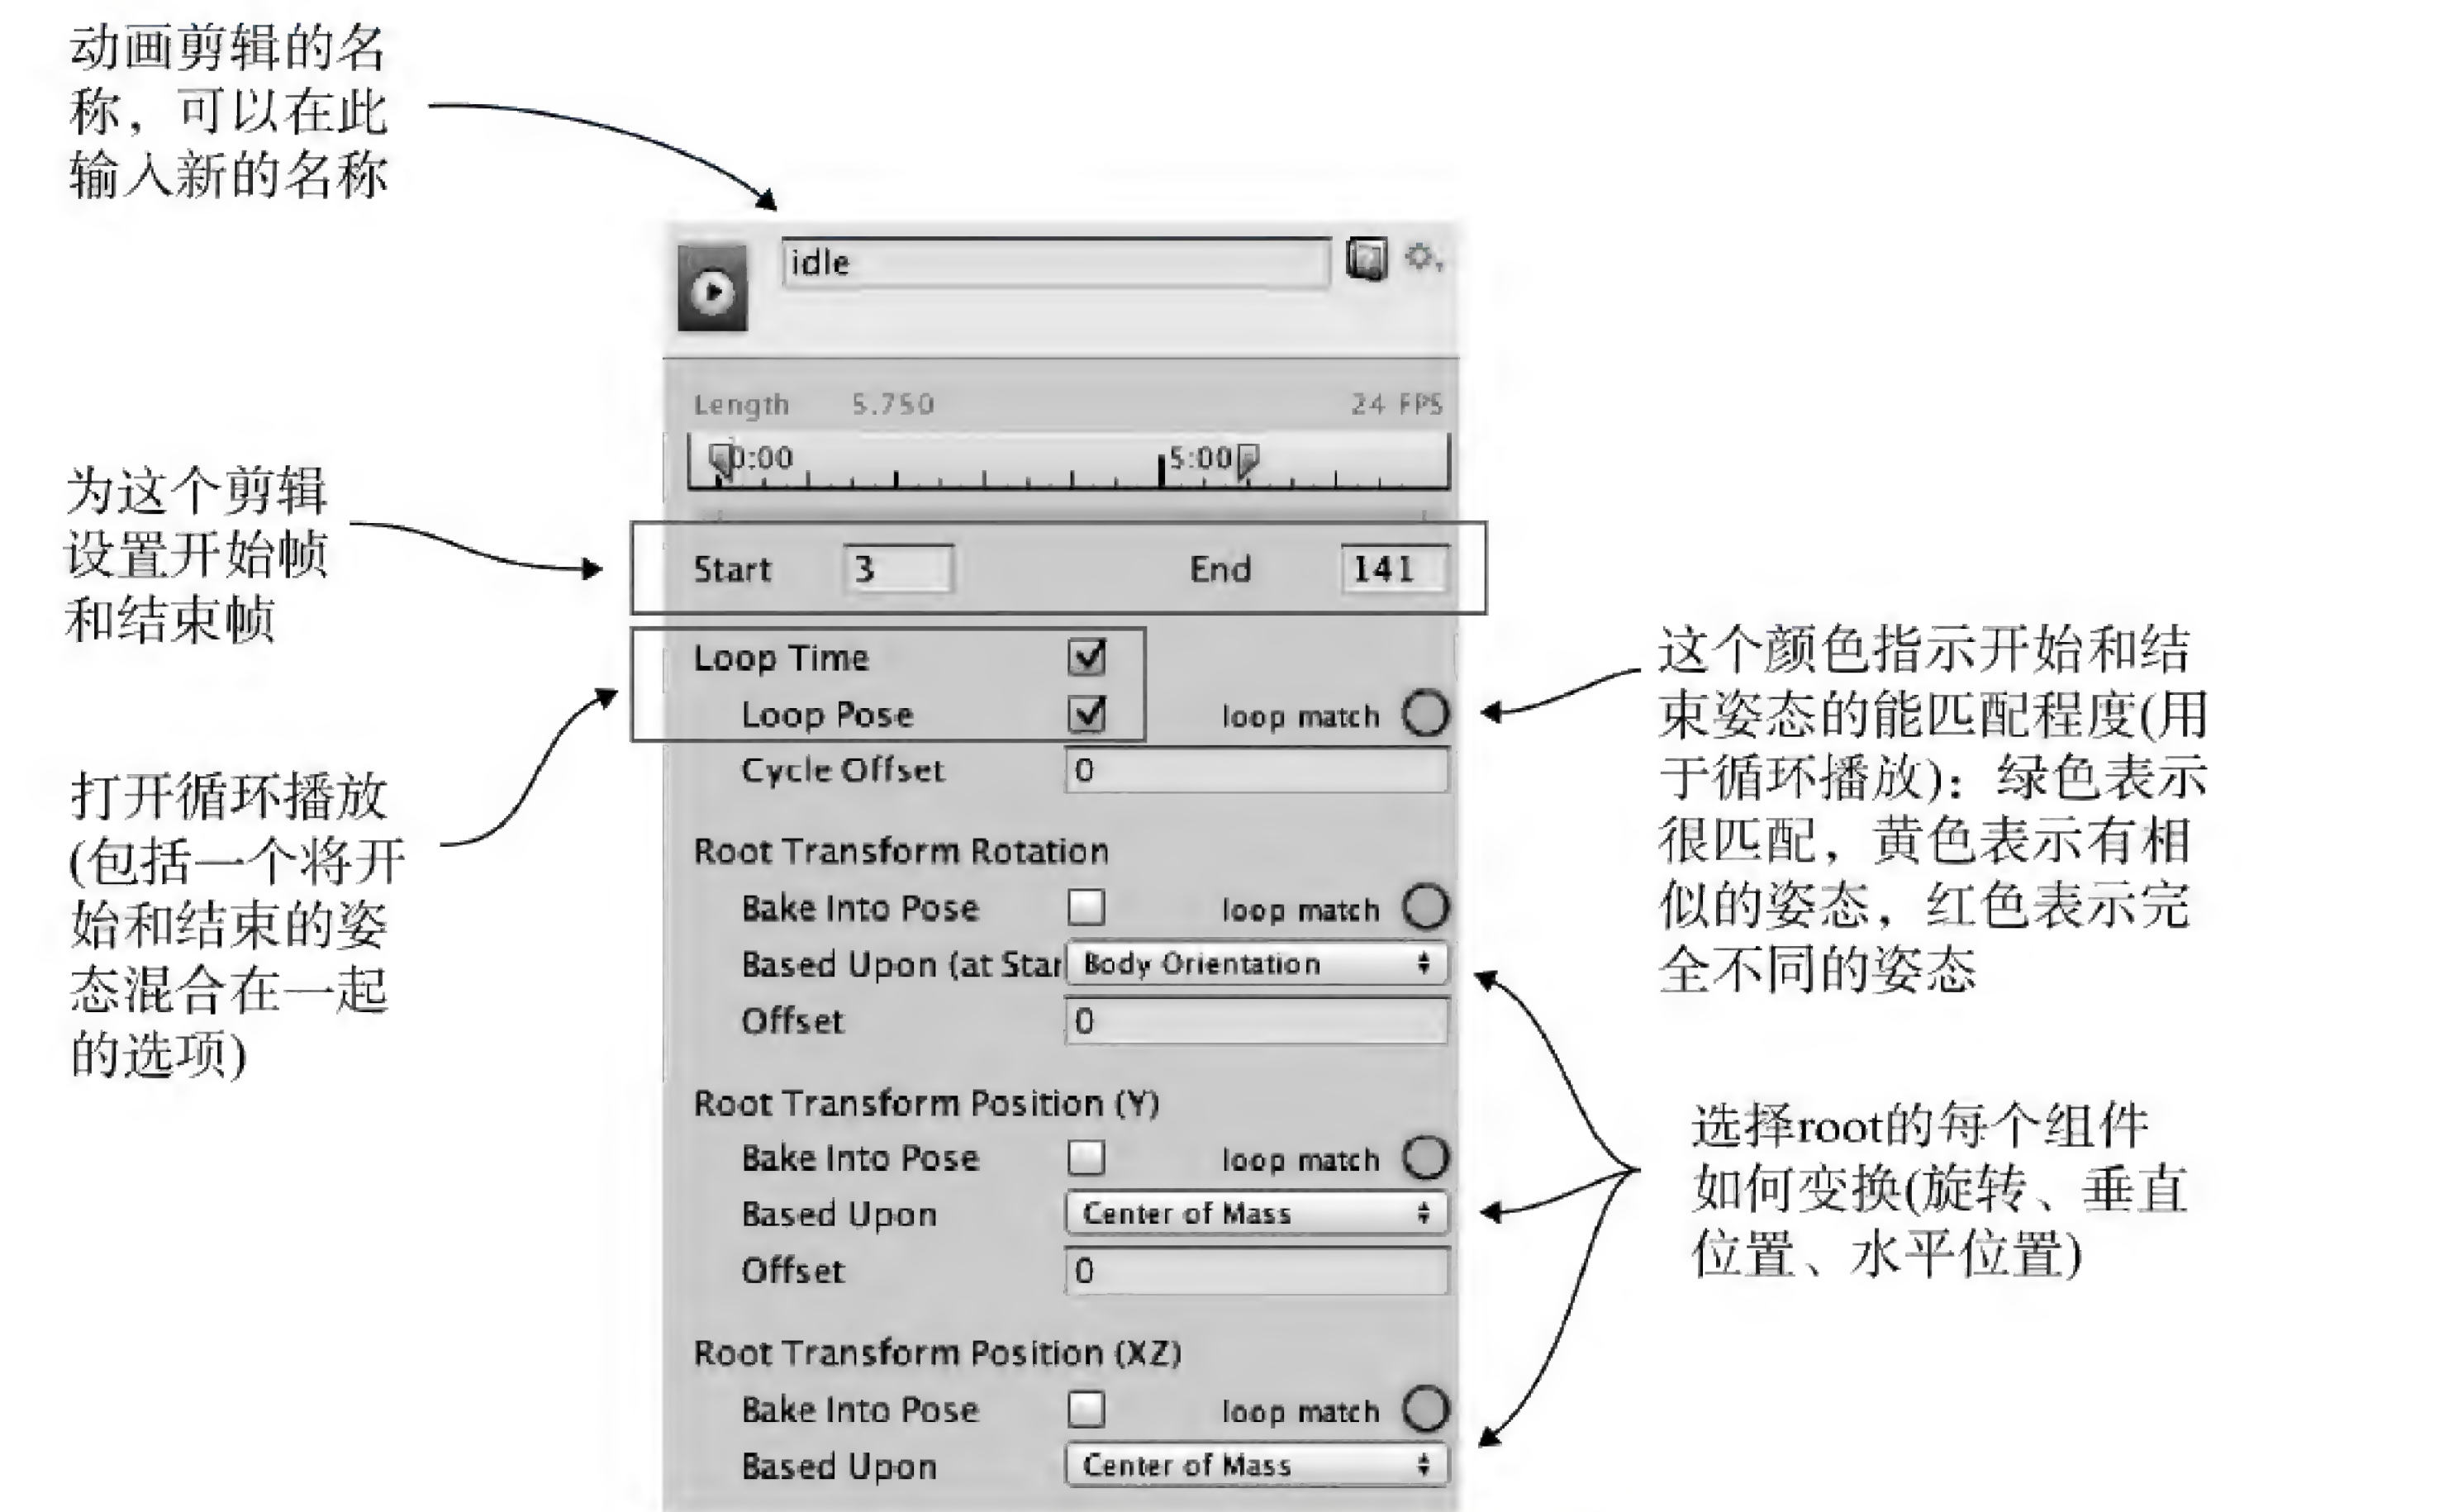 动画剪辑的名
称，可以在此
输入新的名称
idle
Length 5.750 24 FPS
0:00 5:00
为这个剪辑
设置开始帧
和结束帧
Start 3 End 141
Loop Time
Loop Pose loop match
Cycle Offset 0
打开循环播放
(包括一个将开
始和结束的姿
态混合在一起
的选项)
这个颜色指示开始和结
束姿态的能匹配程度(用
于循环播放)：绿色表示
很匹配，黄色表示有相
似的姿态，红色表示完
全不同的姿态
Root Transform Rotation
Bake Into Pose loop match
Based Upon (at Star Body Orientation
Offset 0
Root Transform Position (Y)
Bake Into Pose loop match
Based Upon Center of Mass
Offset 0
选择root的每个组件
如何变换(旋转、垂直
位置、水平位置)
Root Transform Position (XZ)
Bake Into Pose loop match
Based Upon Center of Mass